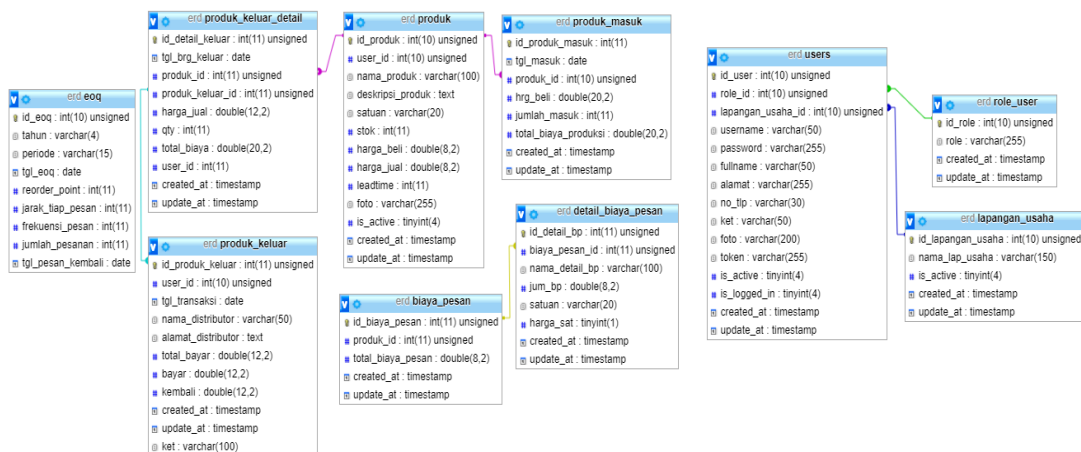 erd.eoq
id_eoq : int(10) unsigned
tahun : varchar(4)
periode : varchar(15)
tgl_eoq : date
reorder_point : int(11)
jarak_tiap_pesan : int(11)
frekuensi_pesan : int(11)
jumlah_pesanan : int(11)
tgl_pesan_kembali : date
erd.produk_keluar_detail
id_detail_keluar : int(11) unsigned
tgl_brg_keluar : date
produk_id : int(11) unsigned
produk_keluar_id : int(11) unsigned
harga_jual : double(12,2)
qty : int(11)
total_biaya : double(20,2)
user_id : int(11)
created_at : timestamp
update_at : timestamp
erd.produk_keluar
id_produk_keluar : int(11) unsigned
user_id : int(10) unsigned
tgl_transaksi : date
nama_distributor : varchar(50)
alamat_distributor : text
total_bayar : double(12,2)
bayar : double(12,2)
kembali : double(12,2)
created_at : timestamp
update_at : timestamp
ket : varchar(100)
erd.produk
id_produk : int(10) unsigned
user_id : int(10) unsigned
nama_produk : varchar(100)
deskripsi_produk : text
satuan : varchar(20)
stok : int(11)
harga_beli : double(8,2)
harga_jual : double(8,2)
leadtime : int(11)
foto : varchar(255)
is_active : tinyint(4)
created_at : timestamp
update_at : timestamp
erd.biaya_pesan
id_biaya_pesan : int(11) unsigned
produk_id : int(11) unsigned
total_biaya_pesan : double(8,2)
created_at : timestamp
update_at : timestamp
erd.produk_masuk
id_produk_masuk : int(11)
tgl_masuk : date
produk_id : int(10) unsigned
hrg_beli : double(20,2)
jumlah_masuk : int(11)
total_biaya_produksi : double(20,2)
created_at : timestamp
update_at : timestamp
erd.detail_biaya_pesan
id_detail_bp : int(11) unsigned
biaya_pesan_id : int(11) unsigned
nama_detail_bp : varchar(100)
jum_bp : double(8,2)
satuan : varchar(20)
harga_sat : tinyint(1)
created_at : timestamp
update_at : timestamp
erd.users
id_user : int(10) unsigned
role_id : int(10) unsigned
lapangan_usaha_id : int(10) unsigned
username : varchar(50)
password : varchar(255)
fullname : varchar(50)
alamat : varchar(255)
no_tlp : varchar(30)
ket : varchar(50)
foto : varchar(200)
token : varchar(255)
is_active : tinyint(4)
is_logged_in : tinyint(4)
created_at : timestamp
update_at : timestamp
erd.role_user
id_role : int(10) unsigned
role : varchar(255)
created_at : timestamp
update_at : timestamp
erd.lapangan_usaha
id_lapangan_usaha : int(10) unsigned
nama_lap_usaha : varchar(150)
is_active : tinyint(4)
created_at : timestamp
update_at : timestamp